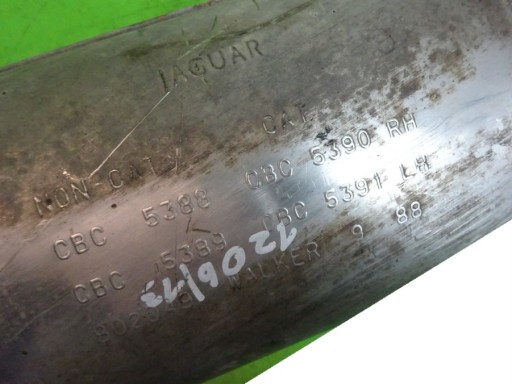 JAGUAR
NON-CAT CAT
CBC 5388 CBC 5390 RH
CBC 5389 CBC 5391 LH
WALKER 9 88